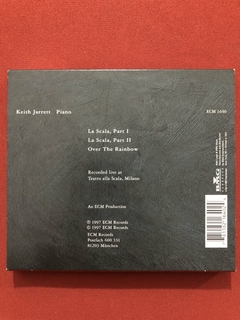 Keith Jarrett Piano
ECM 1640
La Scala, Part I
La Scala, Part II
Over The Rainbow
Recorded live at
Teatro alla Scala, Milano
An ECM Production
℗ 1997 ECM Records
© 1997 ECM Records
ECM Records
Postfach 600 331
81203 München
BMG